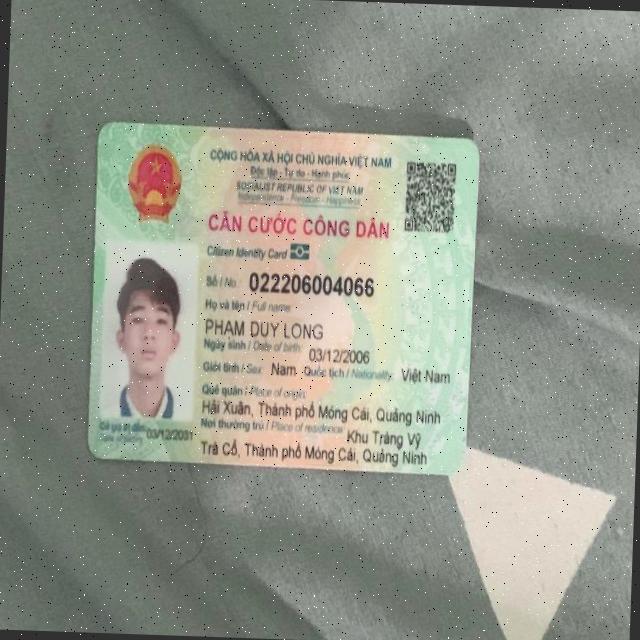 CỘNG HÒA XÃ HỘI CHỦ NGHĨA VIỆT NAM
Độc lập - Tự do - Hạnh phúc
SOCIALIST REPUBLIC OF VIET NAM
Independence - Freedom - Happiness
CĂN CƯỚC CÔNG DÂN
Citizen Identity Card
Số / No.: 022206004066
Họ và tên / Full name:
PHẠM DUY LONG
Ngày sinh / Date of birth: 03/12/2006
Giới tính / Sex: Nam Quốc tịch / Nationality: Việt Nam
Quê quán / Place of origin:
Hải Xuân, Thành phố Móng Cái, Quảng Ninh
Nơi thường trú / Place of residence: Khu Tràng Vỹ
Trà Cổ, Thành phố Móng Cái, Quảng Ninh
Có giá trị đến: 03/12/2031